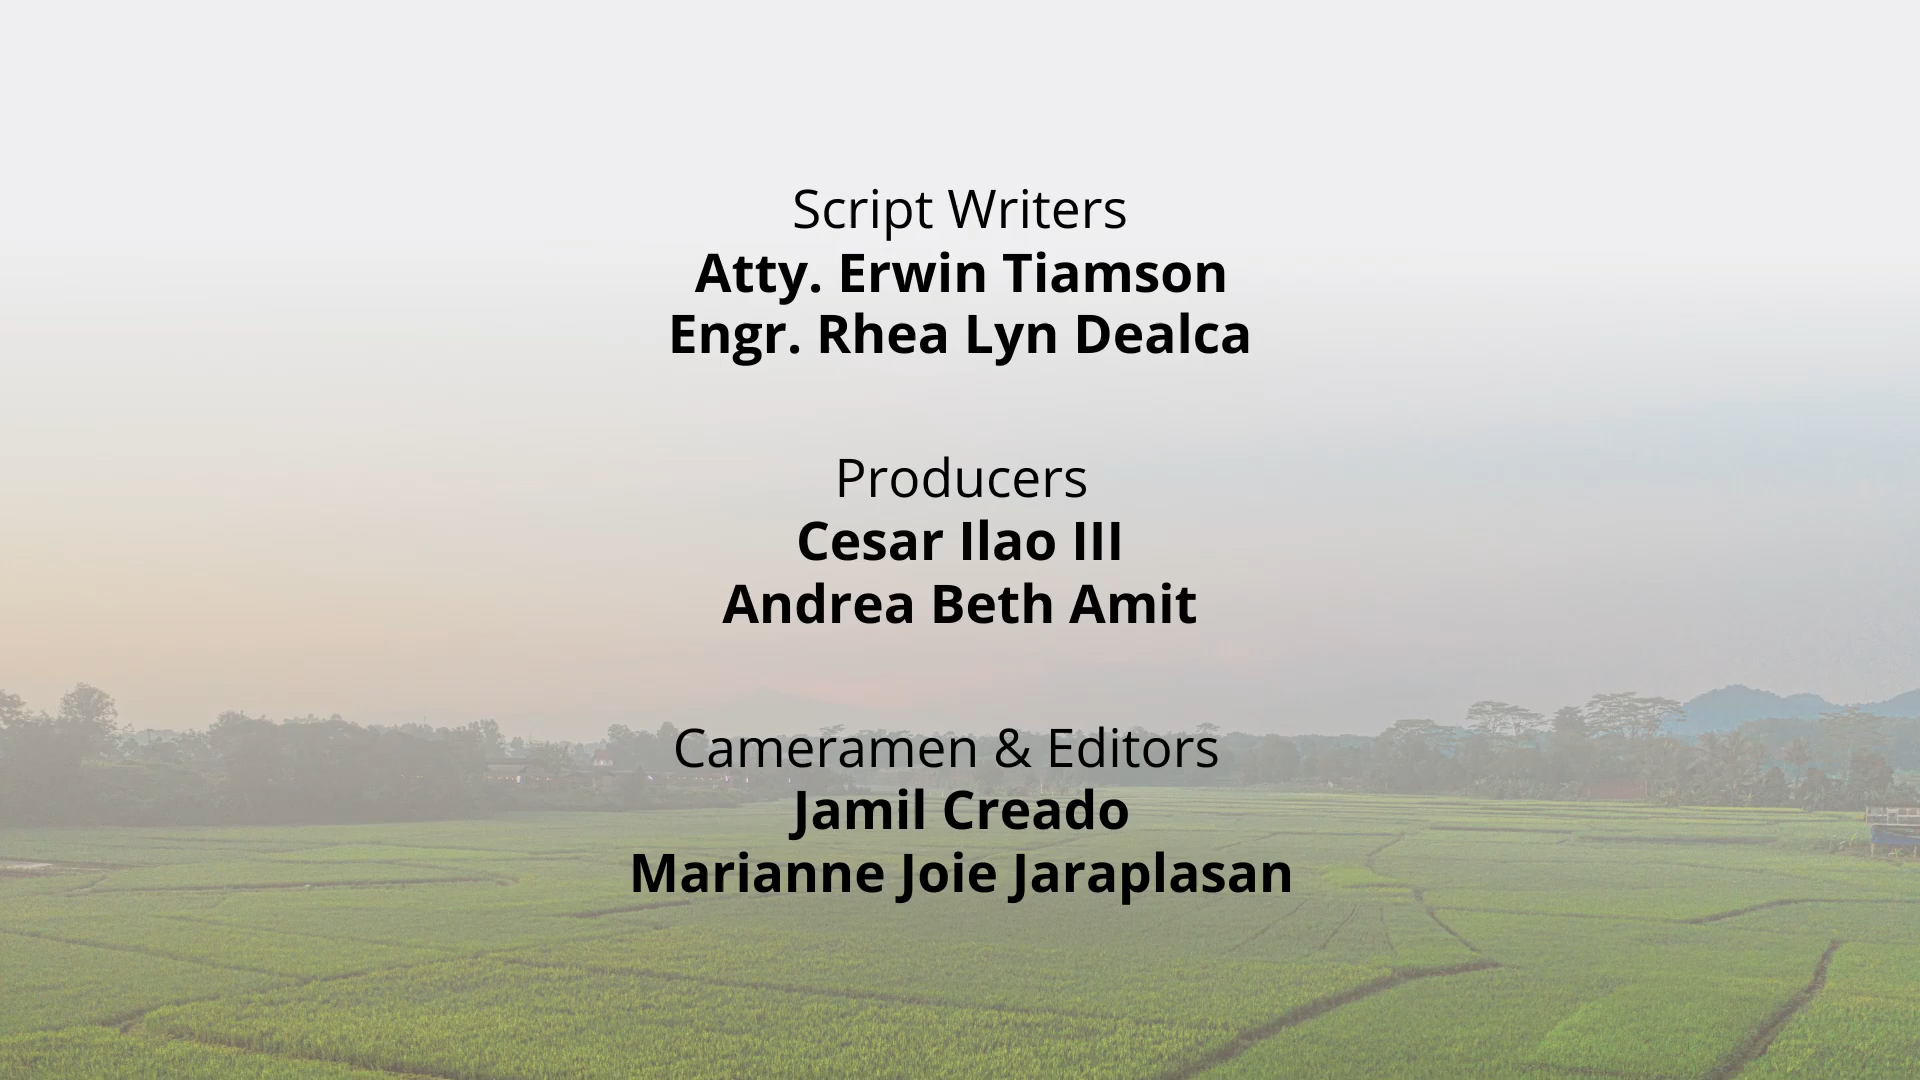 Script Writers
Atty. Erwin Tiamson
Engr. Rhea Lyn Dealca
Producers
Cesar Ilao III
Andrea Beth Amit
Cameramen & Editors
Jamil Creado
Marianne Joie Jaraplasan